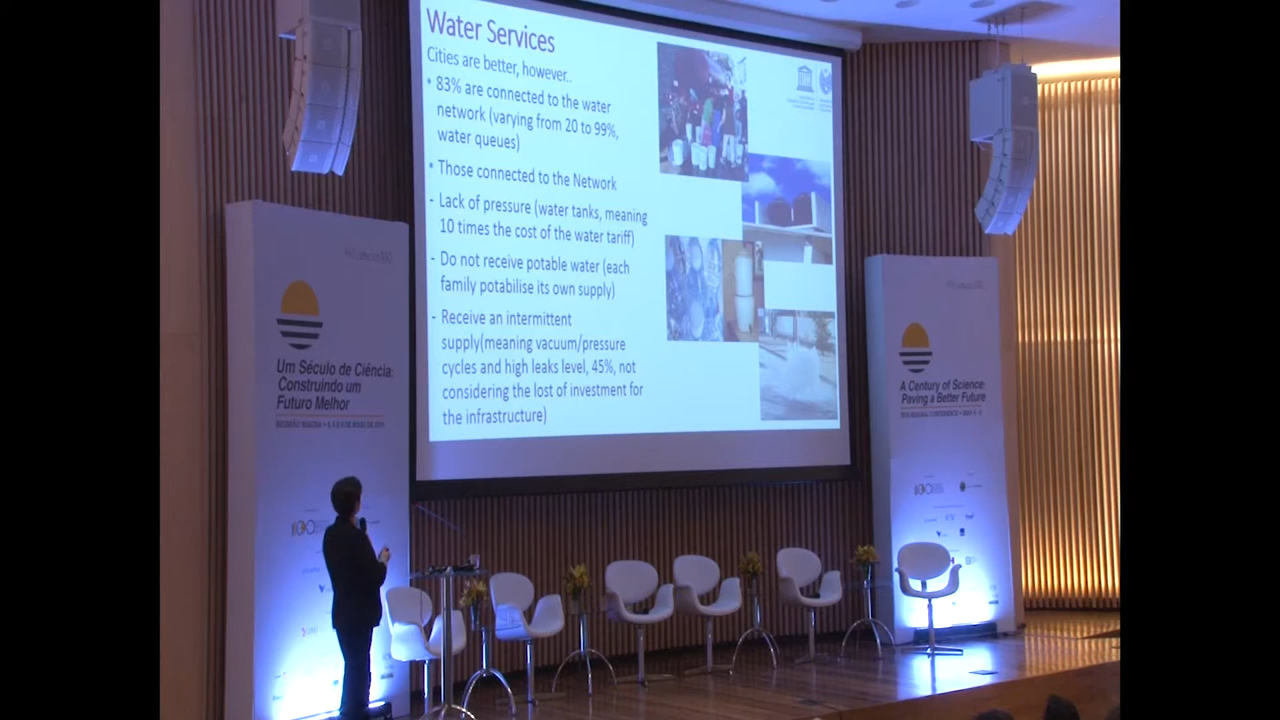 Water Services
Cities are better, however..
• 83% are connected to the water
network (varying from 20 to 99%,
water queues)
• Those connected to the Network
- Lack of pressure (water tanks, meaning
10 times the cost of the water tariff)
- Do not receive potable water (each
family potabilise its own supply)
- Receive an intermittent
supply(meaning vacuum/pressure
cycles and high leaks level, 45%, not
considering the lost of investment for
the infrastructure)
Um Século de Ciência:
Construindo um
Futuro Melhor
A Century of Science:
Paving a Better Future